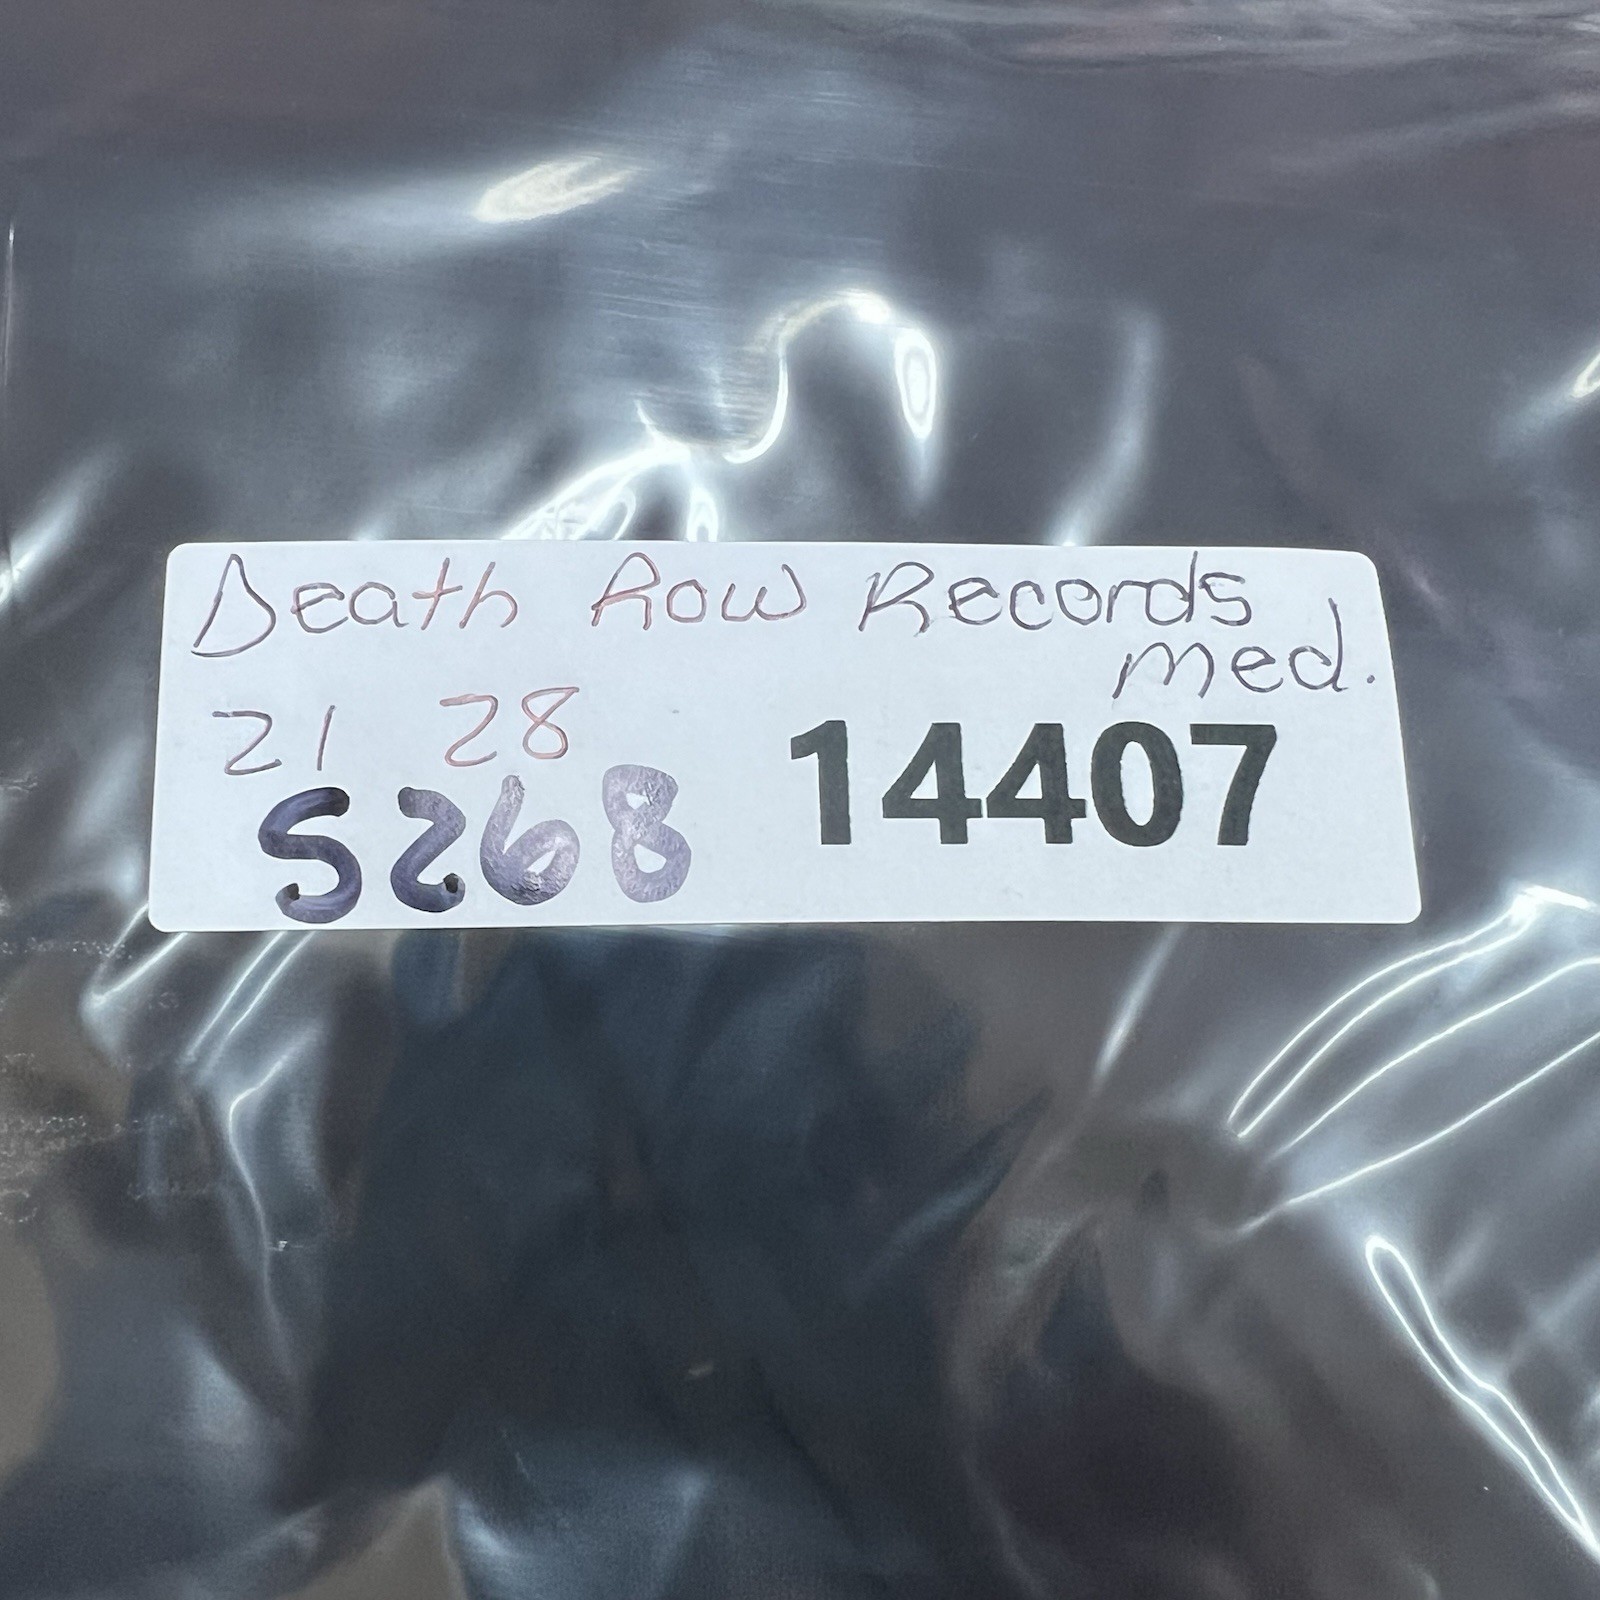 Death Row Records
med.
21 28
S268 14407